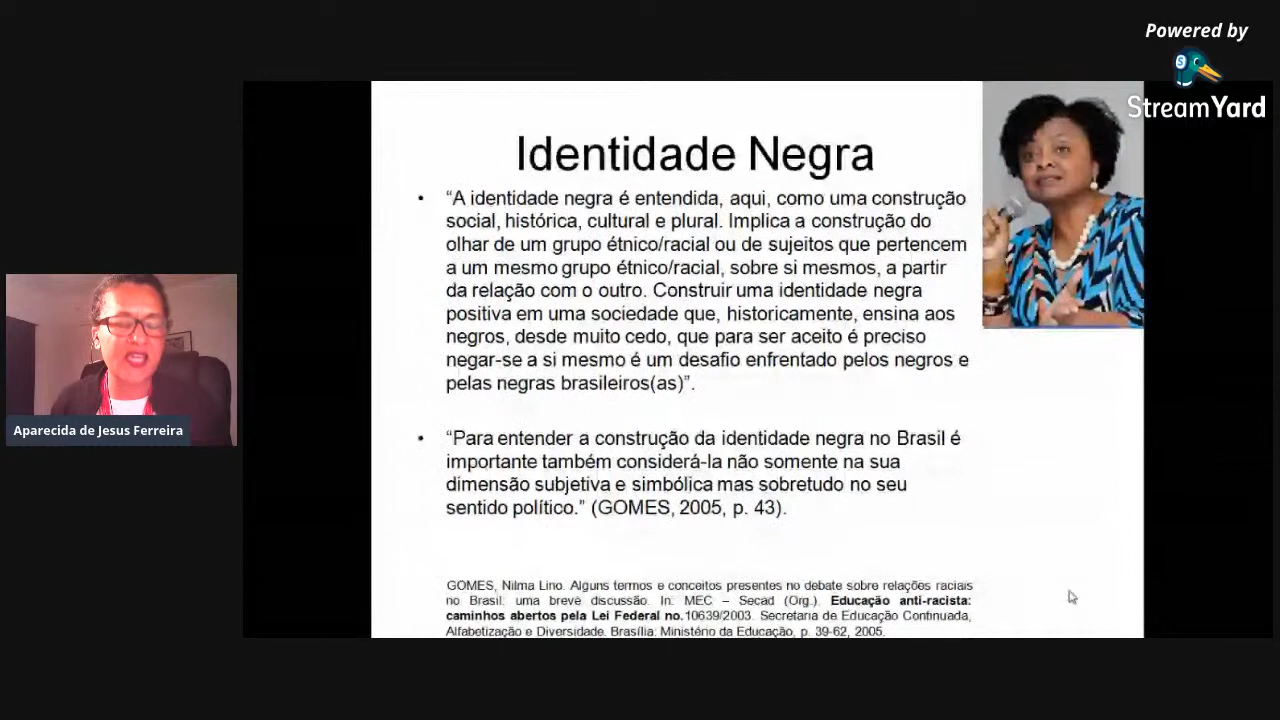 Powered by
StreamYard
Identidade Negra
• “A identidade negra é entendida, aqui, como uma construção
social, histórica, cultural e plural. Implica a construção do
olhar de um grupo étnico/racial ou de sujeitos que pertencem
a um mesmo grupo étnico/racial, sobre si mesmos, a partir
da relação com o outro. Construir uma identidade negra
positiva em uma sociedade que, historicamente, ensina aos
negros, desde muito cedo, que para ser aceito é preciso
negar-se a si mesmo é um desafio enfrentado pelos negros e
pelas negras brasileiros(as)”.
• “Para entender a construção da identidade negra no Brasil é
importante também considerá-la não somente na sua
dimensão subjetiva e simbólica mas sobretudo no seu
sentido político.” (GOMES, 2005, p. 43).
GOMES, Nilma Lino. Alguns termos e conceitos presentes no debate sobre relações raciais
no Brasil: uma breve discussão. In: MEC – Secad (Org.). Educação anti-racista:
caminhos abertos pela Lei Federal no.10639/2003. Secretaria de Educação Continuada,
Alfabetização e Diversidade. Brasília: Ministério da Educação, p. 39-62, 2005.
Aparecida de Jesus Ferreira